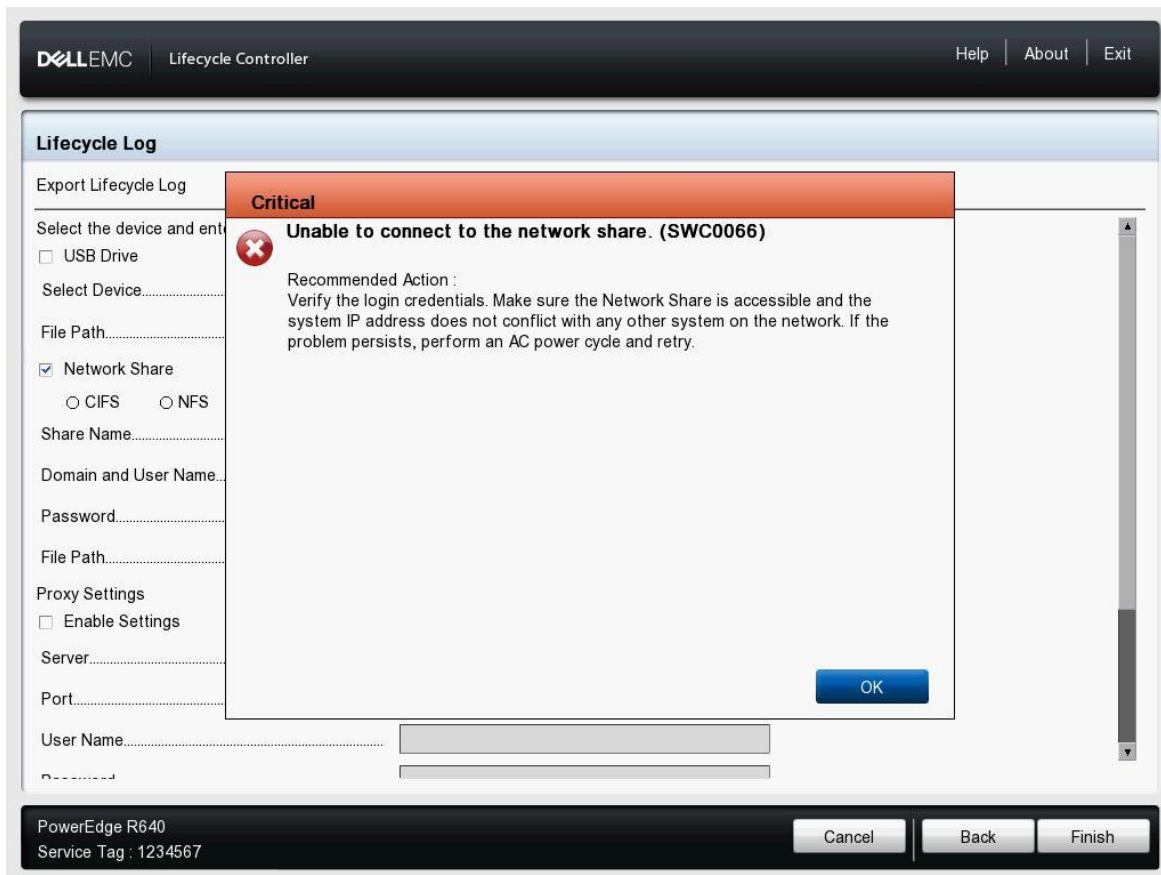 DELLEMC Lifecycle Controller Help About Exit
Lifecycle Log
Export Lifecycle Log
Critical
Select the device and
Unable to connect to the network share. (SWC0066)
USB Drive
Recommended Action :
Select Device
Verify the login credentials. Make sure the Network Share is accessible and the
system IP address does not conflict with any other system on the network. If the
File Path
problem persists, perform an AC power cycle and retry.
Network Share
CIFS NFS
Share Name
Domain and User Name
Password
File Path
Proxy Settings
Enable Settings
Server
OK
Port
User Name
PowerEdge R640
Service Tag : 1234567
Cancel Back Finish